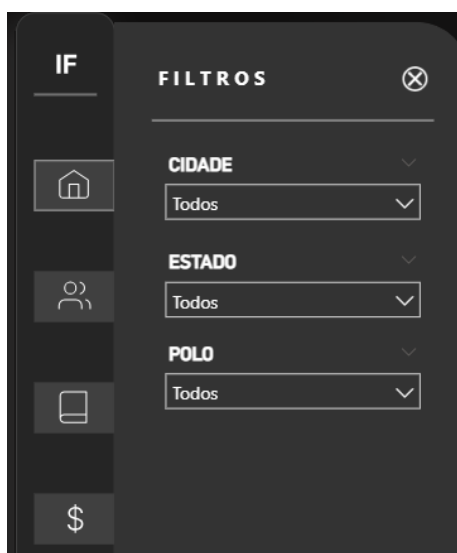 IF
FILTROS
CIDADE
Todos
ESTADO
Todos
POLO
Todos
$